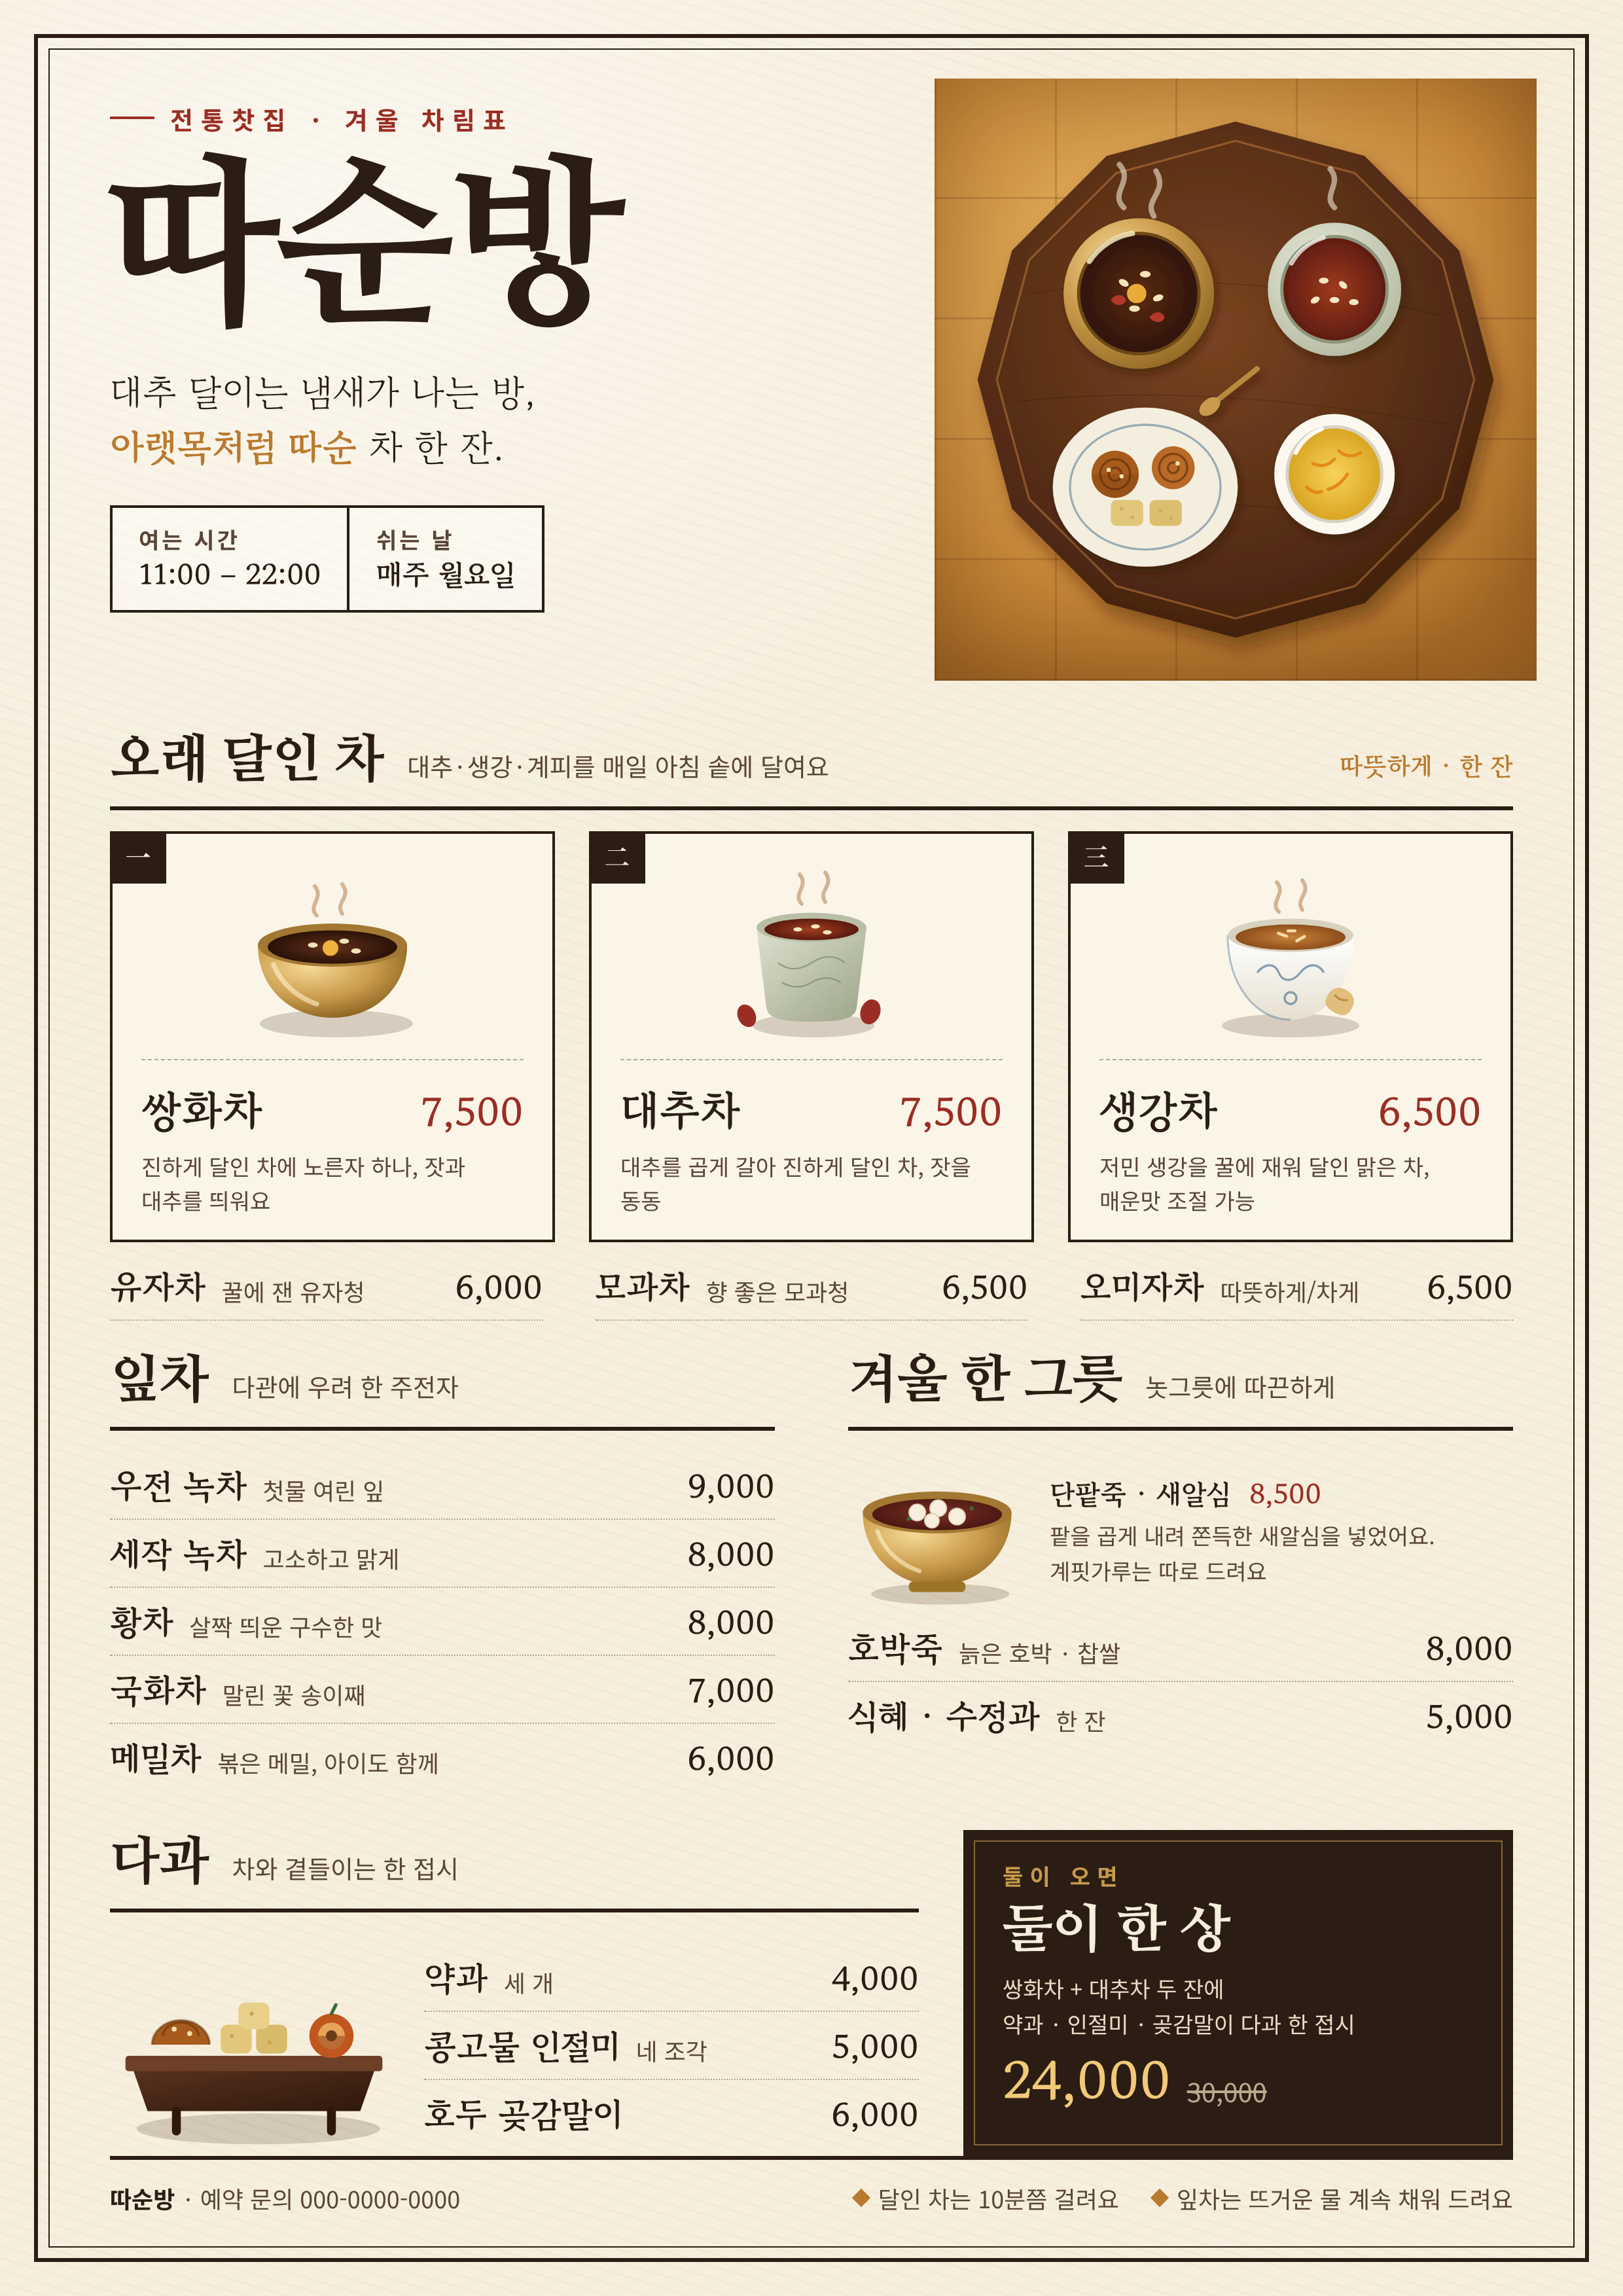 전통찻집 · 겨울 차림표
따순방
대추 달이는 냄새가 나는 방,
아랫목처럼 따순 차 한 잔.
여는 시간
11:00 – 22:00
쉬는 날
매주 월요일
오래 달인 차 대추·생강·계피를 매일 아침 솥에 달여요 따뜻하게 · 한 잔
一
쌍화차 7,500
진하게 달인 차에 노른자 하나, 잣과
대추를 띄워요
二
대추차 7,500
대추를 곱게 갈아 진하게 달인 차, 잣을
동동
三
생강차 6,500
저민 생강을 꿀에 재워 달인 맑은 차,
매운맛 조절 가능
유자차 꿀에 잰 유자청 6,000
모과차 향 좋은 모과청 6,500
오미자차 따뜻하게/차게 6,500
잎차 다관에 우려 한 주전자
우전 녹차 첫물 여린 잎 9,000
세작 녹차 고소하고 맑게 8,000
황차 살짝 띄운 구수한 맛 8,000
국화차 말린 꽃 송이째 7,000
메밀차 볶은 메밀, 아이도 함께 6,000
겨울 한 그릇 놋그릇에 따끈하게
단팥죽 · 새알심 8,500
팥을 곱게 내려 쫀득한 새알심을 넣었어요.
계핏가루는 따로 드려요
호박죽 늙은 호박 · 찹쌀 8,000
식혜 · 수정과 한 잔 5,000
다과 차와 곁들이는 한 접시
약과 세 개 4,000
콩고물 인절미 네 조각 5,000
호두 곶감말이 6,000
둘이 오면
둘이 한 상
쌍화차 + 대추차 두 잔에
약과 · 인절미 · 곶감말이 다과 한 접시
24,000 30,000
따순방 · 예약 문의 000-0000-0000
◆ 달인 차는 10분쯤 걸려요 ◆ 잎차는 뜨거운 물 계속 채워 드려요